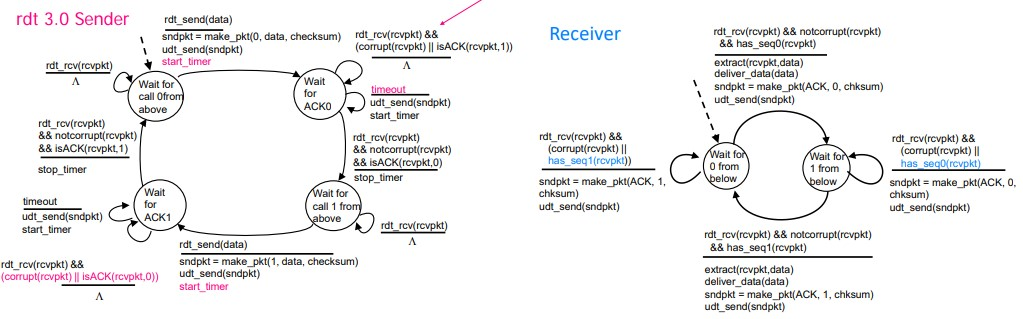 rdt 3.0 Sender
rdt_send(data)
sndpkt = make_pkt(0, data, checksum)
udt_send(sndpkt)
start_timer
rdt_rcv(rcvpkt) &&
(corrupt(rcvpkt) || isACK(rcvpkt,1))
Λ
rdt_rcv(rcvpkt)
Λ
Wait for
call 0from
above
Wait
for
ACK0
timeout
udt_send(sndpkt)
start_timer
rdt_rcv(rcvpkt)
&& notcorrupt(rcvpkt)
&& isACK(rcvpkt,1)
stop_timer
rdt_rcv(rcvpkt)
&& notcorrupt(rcvpkt)
&& isACK(rcvpkt,0)
stop_timer
Wait
for
ACK1
Wait for
call 1 from
above
timeout
udt_send(sndpkt)
start_timer
rdt_rcv(rcvpkt)
Λ
rdt_rcv(rcvpkt) &&
(corrupt(rcvpkt) || isACK(rcvpkt,0))
Λ
rdt_send(data)
sndpkt = make_pkt(1, data, checksum)
udt_send(sndpkt)
start_timer
Receiver
rdt_rcv(rcvpkt) && notcorrupt(rcvpkt)
&& has_seq0(rcvpkt)
extract(rcvpkt,data)
deliver_data(data)
sndpkt = make_pkt(ACK, 0, chksum)
udt_send(sndpkt)
rdt_rcv(rcvpkt) &&
(corrupt(rcvpkt) ||
has_seq1(rcvpkt))
sndpkt = make_pkt(ACK, 1,
chksum)
udt_send(sndpkt)
Wait for
0 from
below
Wait for
1 from
below
rdt_rcv(rcvpkt) &&
(corrupt(rcvpkt) ||
has_seq0(rcvpkt)
sndpkt = make_pkt(ACK, 0,
chksum)
udt_send(sndpkt)
rdt_rcv(rcvpkt) && notcorrupt(rcvpkt)
&& has_seq1(rcvpkt)
extract(rcvpkt,data)
deliver_data(data)
sndpkt = make_pkt(ACK, 1, chksum)
udt_send(sndpkt)